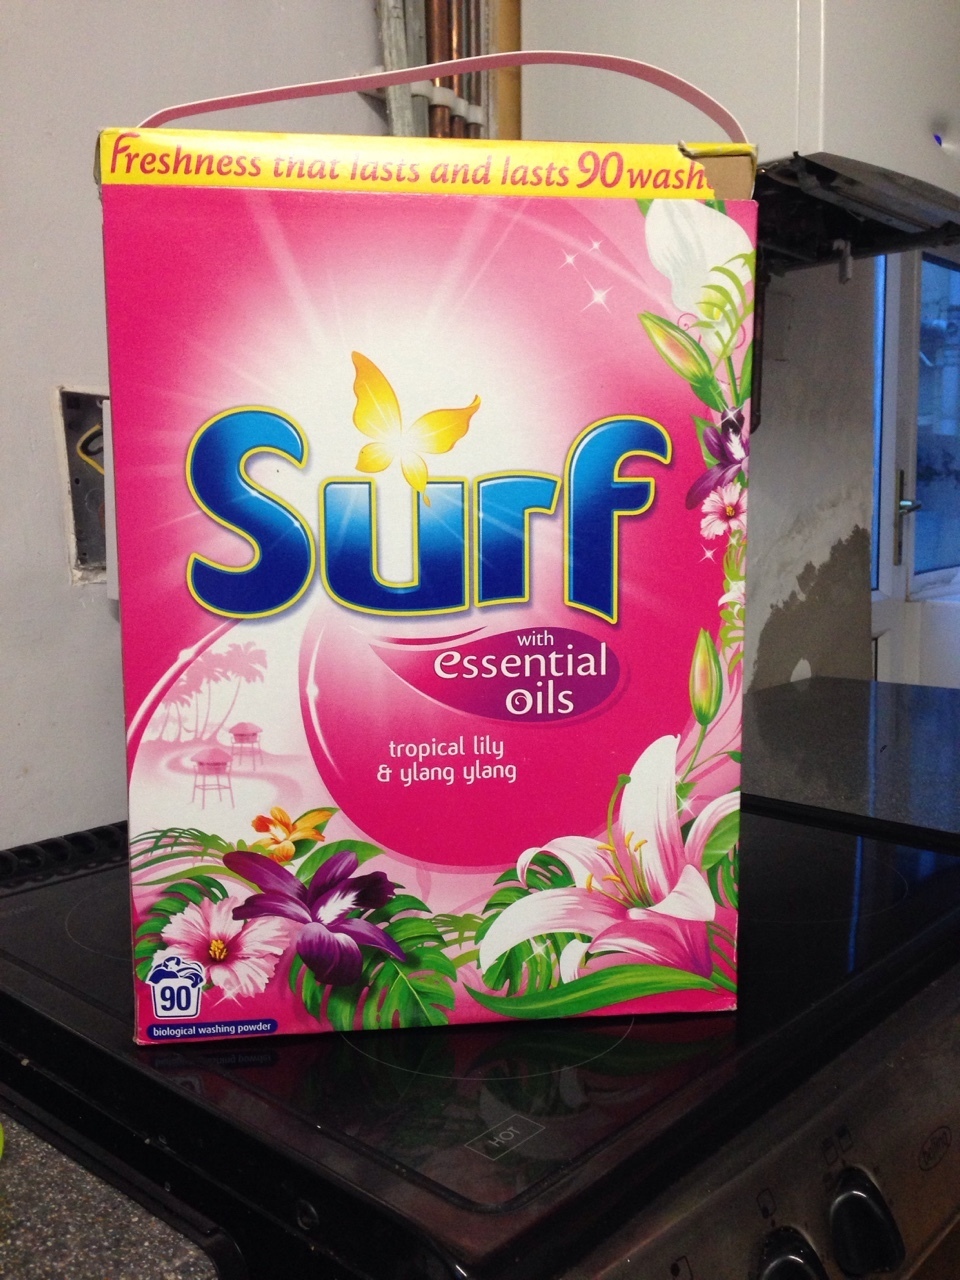 Freshness that lasts and lasts 90 wash
Surf
with
essential
oils
tropical lily
& ylang ylang
90
biological washing powder
HOT